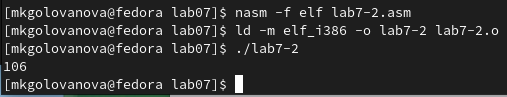 [mkgolovanova@fedora lab07]$ nasm -f elf lab7-2.asm
[mkgolovanova@fedora lab07]$ ld -m elf_i386 -o lab7-2 lab7-2.o
[mkgolovanova@fedora lab07]$ ./lab7-2
106
[mkgolovanova@fedora lab07]$